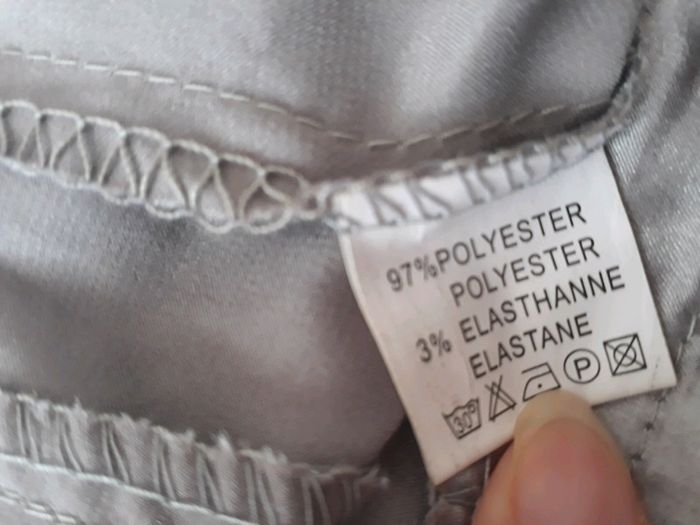 97% POLYESTER
POLYESTER
3% ELASTHANNE
ELASTANE
30° P